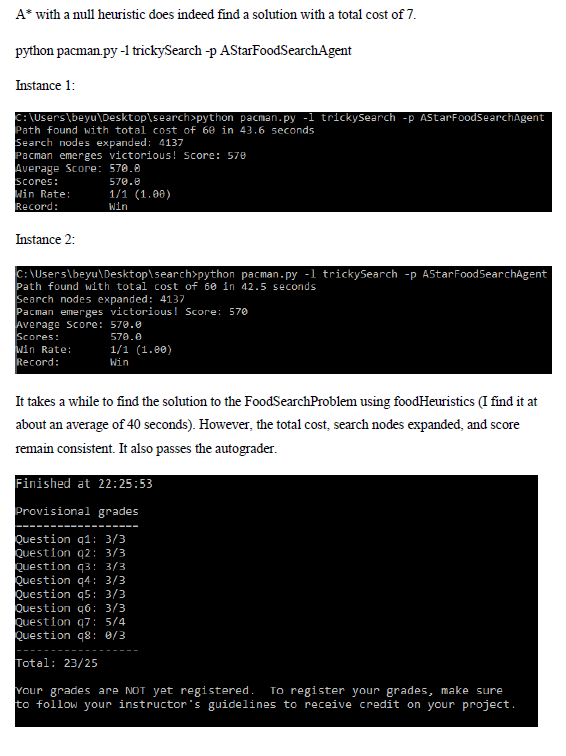 A* with a null heuristic does indeed find a solution with a total cost of 7.
python pacman.py -l trickySearch -p AStarFoodSearchAgent
Instance 1:
C:\Users\beyu\Desktop\search>python pacman.py -l trickySearch -p AStarFoodSearchAgent
Path found with total cost of 60 in 43.6 seconds
Search nodes expanded: 4137
Pacman emerges victorious! Score: 570
Average Score: 570.0
Scores:        570.0
Win Rate:      1/1 (1.00)
Record:        Win
Instance 2:
C:\Users\beyu\Desktop\search>python pacman.py -l trickySearch -p AStarFoodSearchAgent
Path found with total cost of 60 in 42.5 seconds
Search nodes expanded: 4137
Pacman emerges victorious! Score: 570
Average Score: 570.0
Scores:        570.0
Win Rate:      1/1 (1.00)
Record:        Win
It takes a while to find the solution to the FoodSearchProblem using foodHeuristics (I find it at
about an average of 40 seconds). However, the total cost, search nodes expanded, and score
remain consistent. It also passes the autograder.
Finished at 22:25:53
Provisional grades
==================
Question q1: 3/3
Question q2: 3/3
Question q3: 3/3
Question q4: 3/3
Question q5: 3/3
Question q6: 3/3
Question q7: 5/4
Question q8: 0/3
------------------
Total: 23/25
Your grades are NOT yet registered.  To register your grades, make sure
to follow your instructor's guidelines to receive credit on your project.